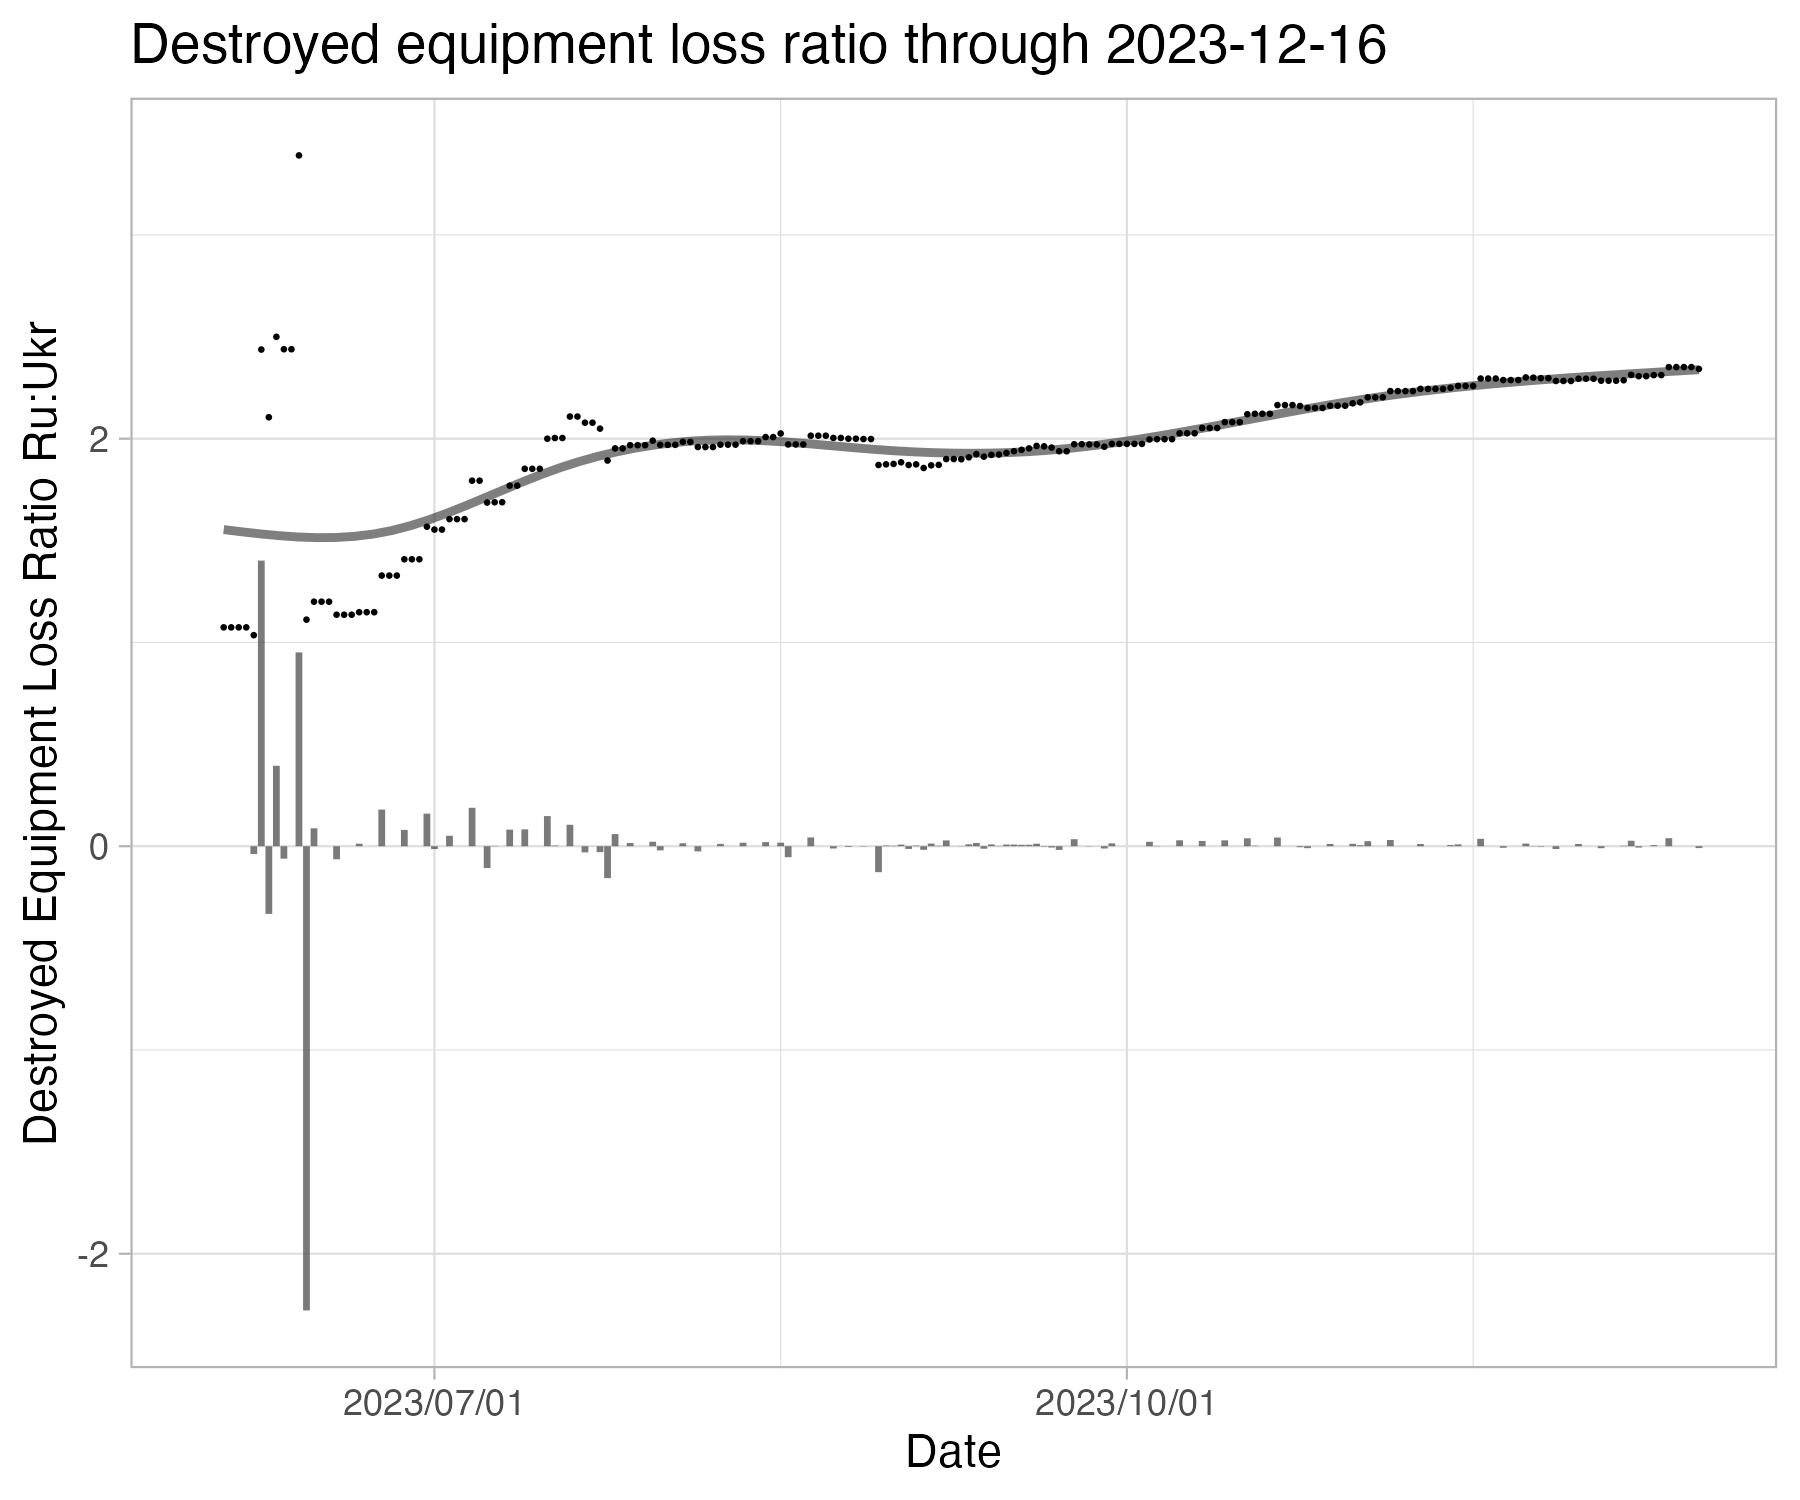 Destroyed equipment loss ratio through 2023-12-16
Destroyed Equipment Loss Ratio Ru:Ukr
2
0
-2
2023/07/01
2023/10/01
Date